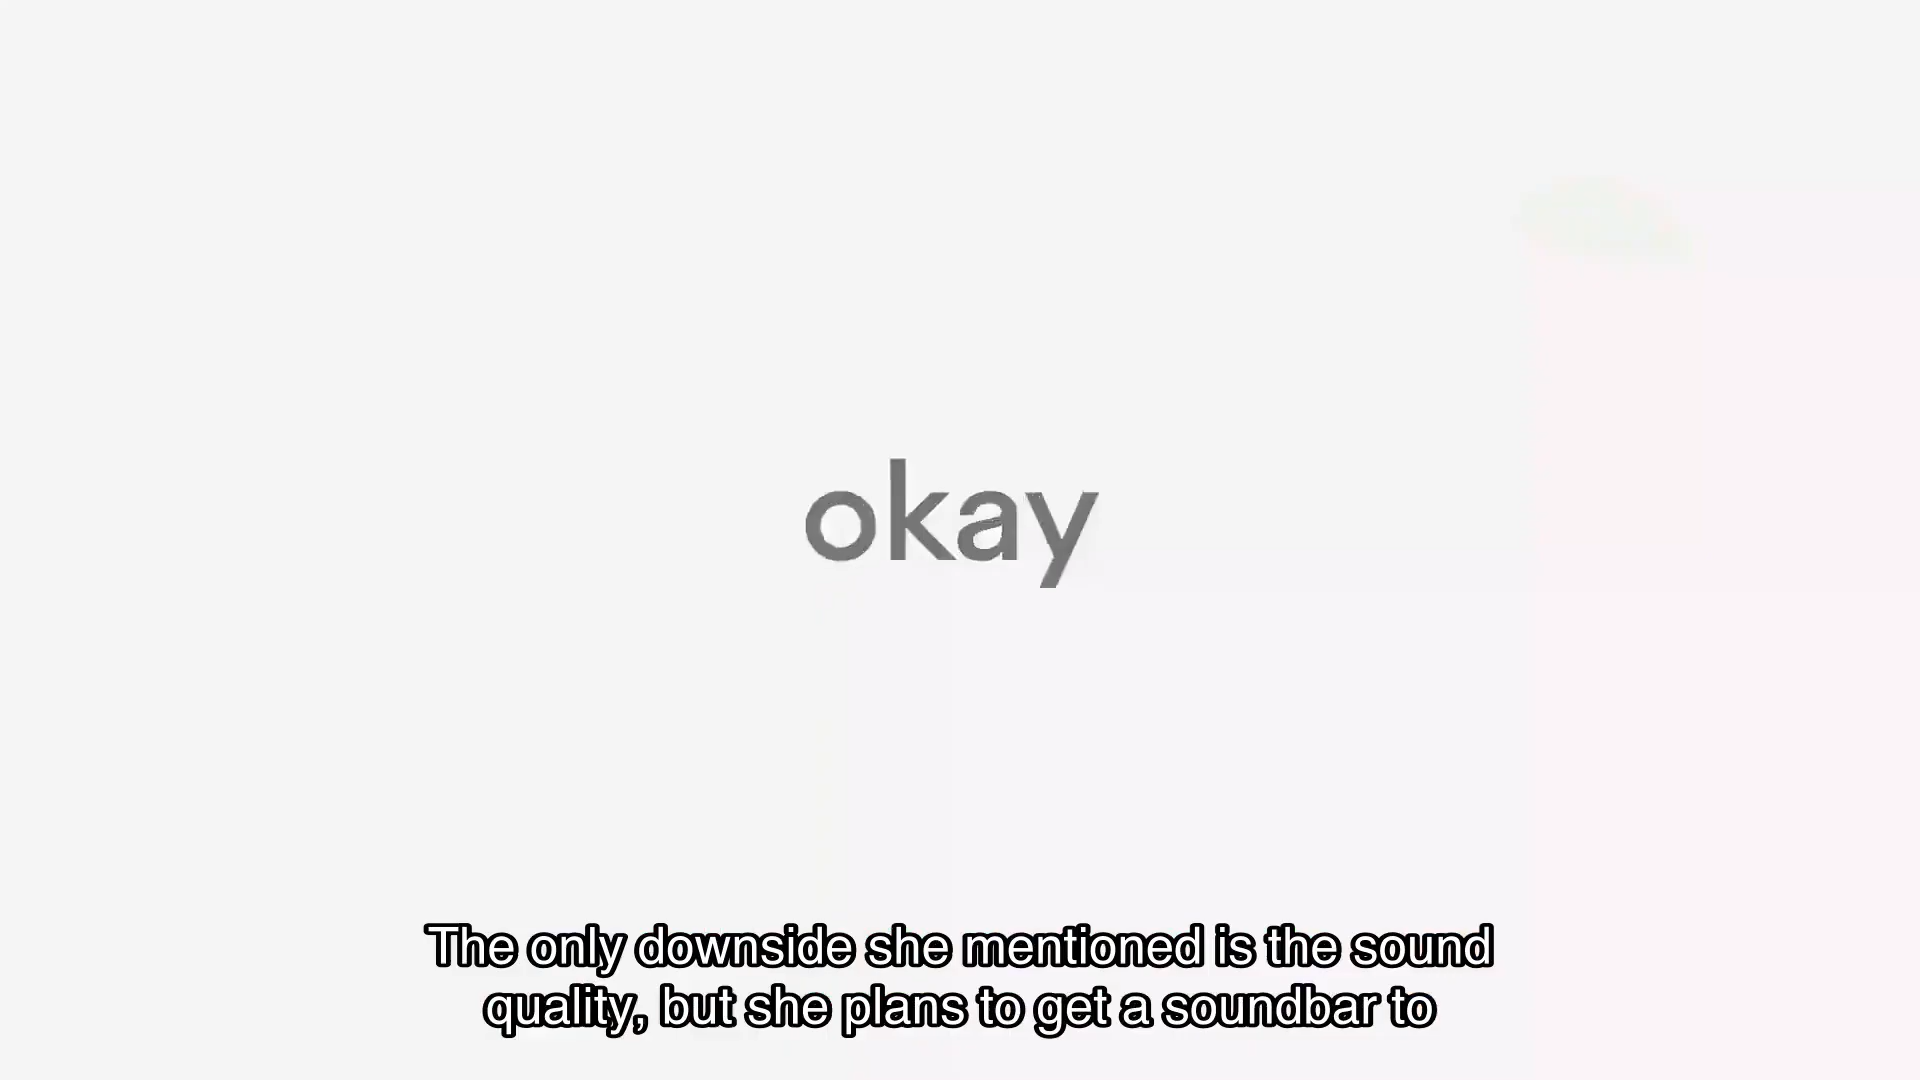 okay
The only downside she mentioned is the sound
quality, but she plans to get a soundbar to